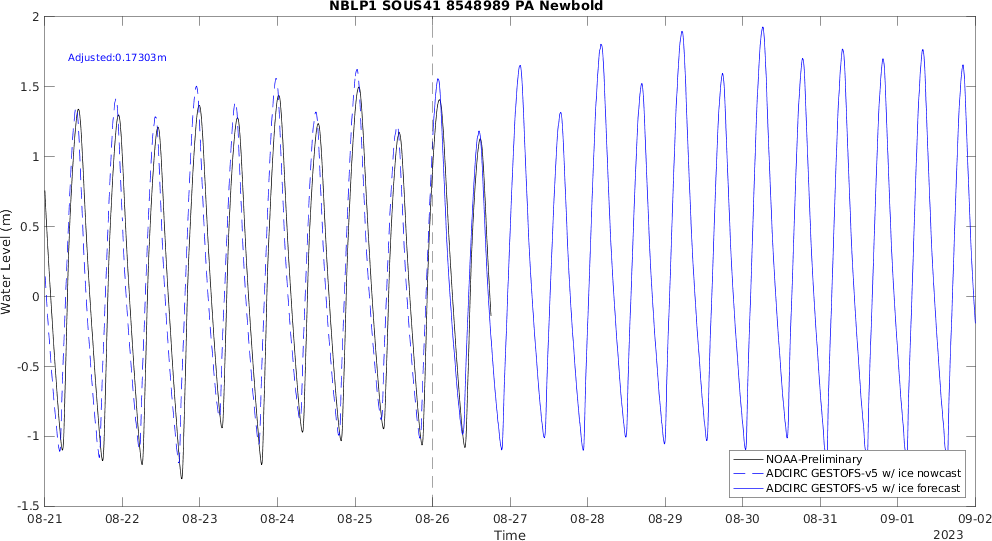 NBLP1 SOUS41 8548989 PA Newbold
Adjusted:0.17303m
Water Level (m)
2
1.5
1
0.5
0
-0.5
-1
-1.5
NOAA-Preliminary
ADCIRC GESTOFS-v5 w/ ice nowcast
ADCIRC GESTOFS-v5 w/ ice forecast
08-21 08-22 08-23 08-24 08-25 08-26 08-27 08-28 08-29 08-30 08-31 09-01 09-02
Time
2023